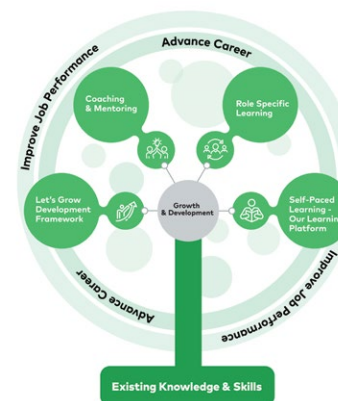 Advance Career
Improve Job Performance
Coaching
& Mentoring
Role Specific
Learning
Let's Grow
Development
Framework
Growth
& Development
Self-Paced
Learning -
Our Learning
Platform
Advance Career
Improve Job Performance
Existing Knowledge & Skills